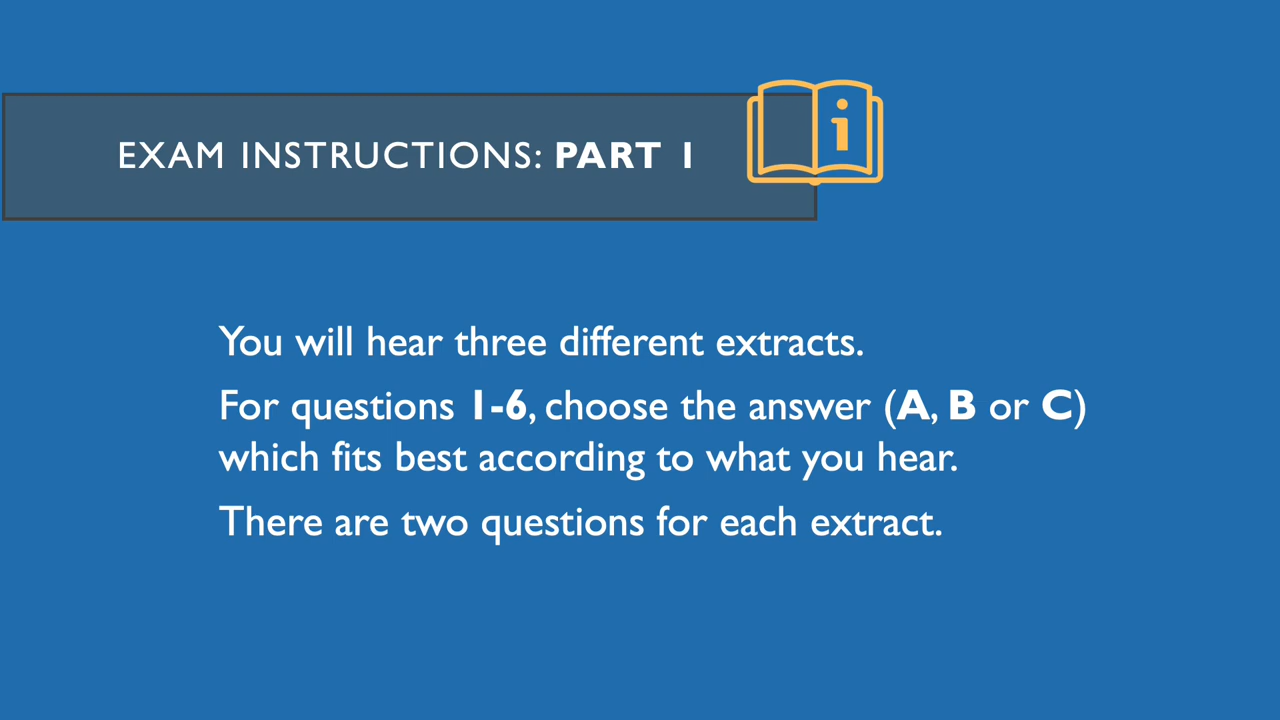 EXAM INSTRUCTIONS: PART 1
i
You will hear three different extracts.
For questions 1-6, choose the answer (A, B or C)
which fits best according to what you hear.
There are two questions for each extract.